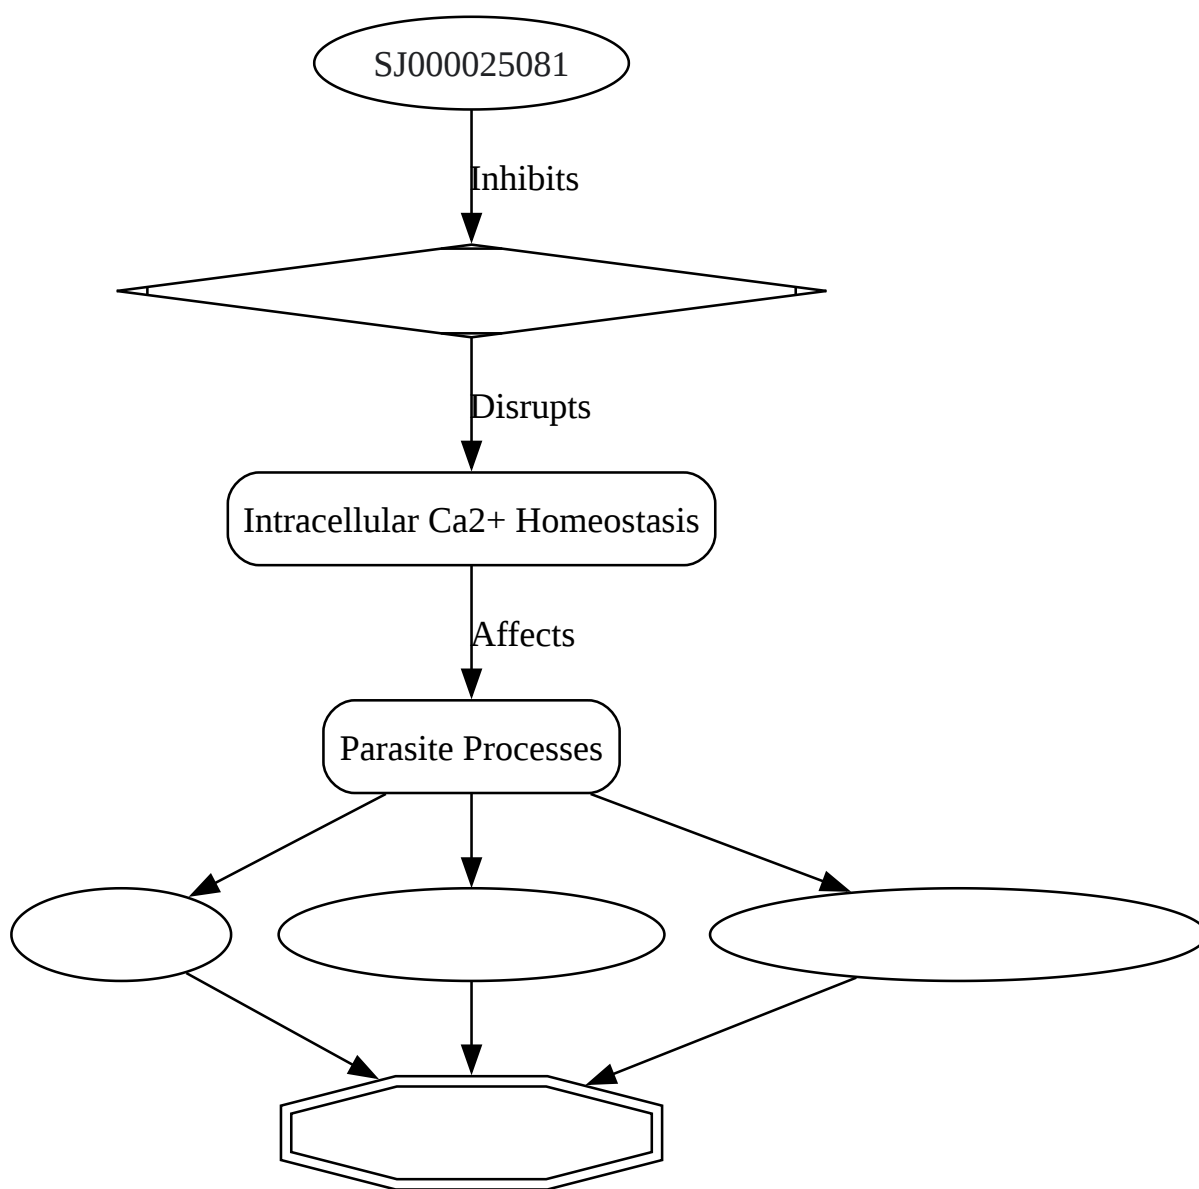 SJ000025081
Inhibits
Disrupts
Intracellular Ca2+ Homeostasis
Affects
Parasite Processes